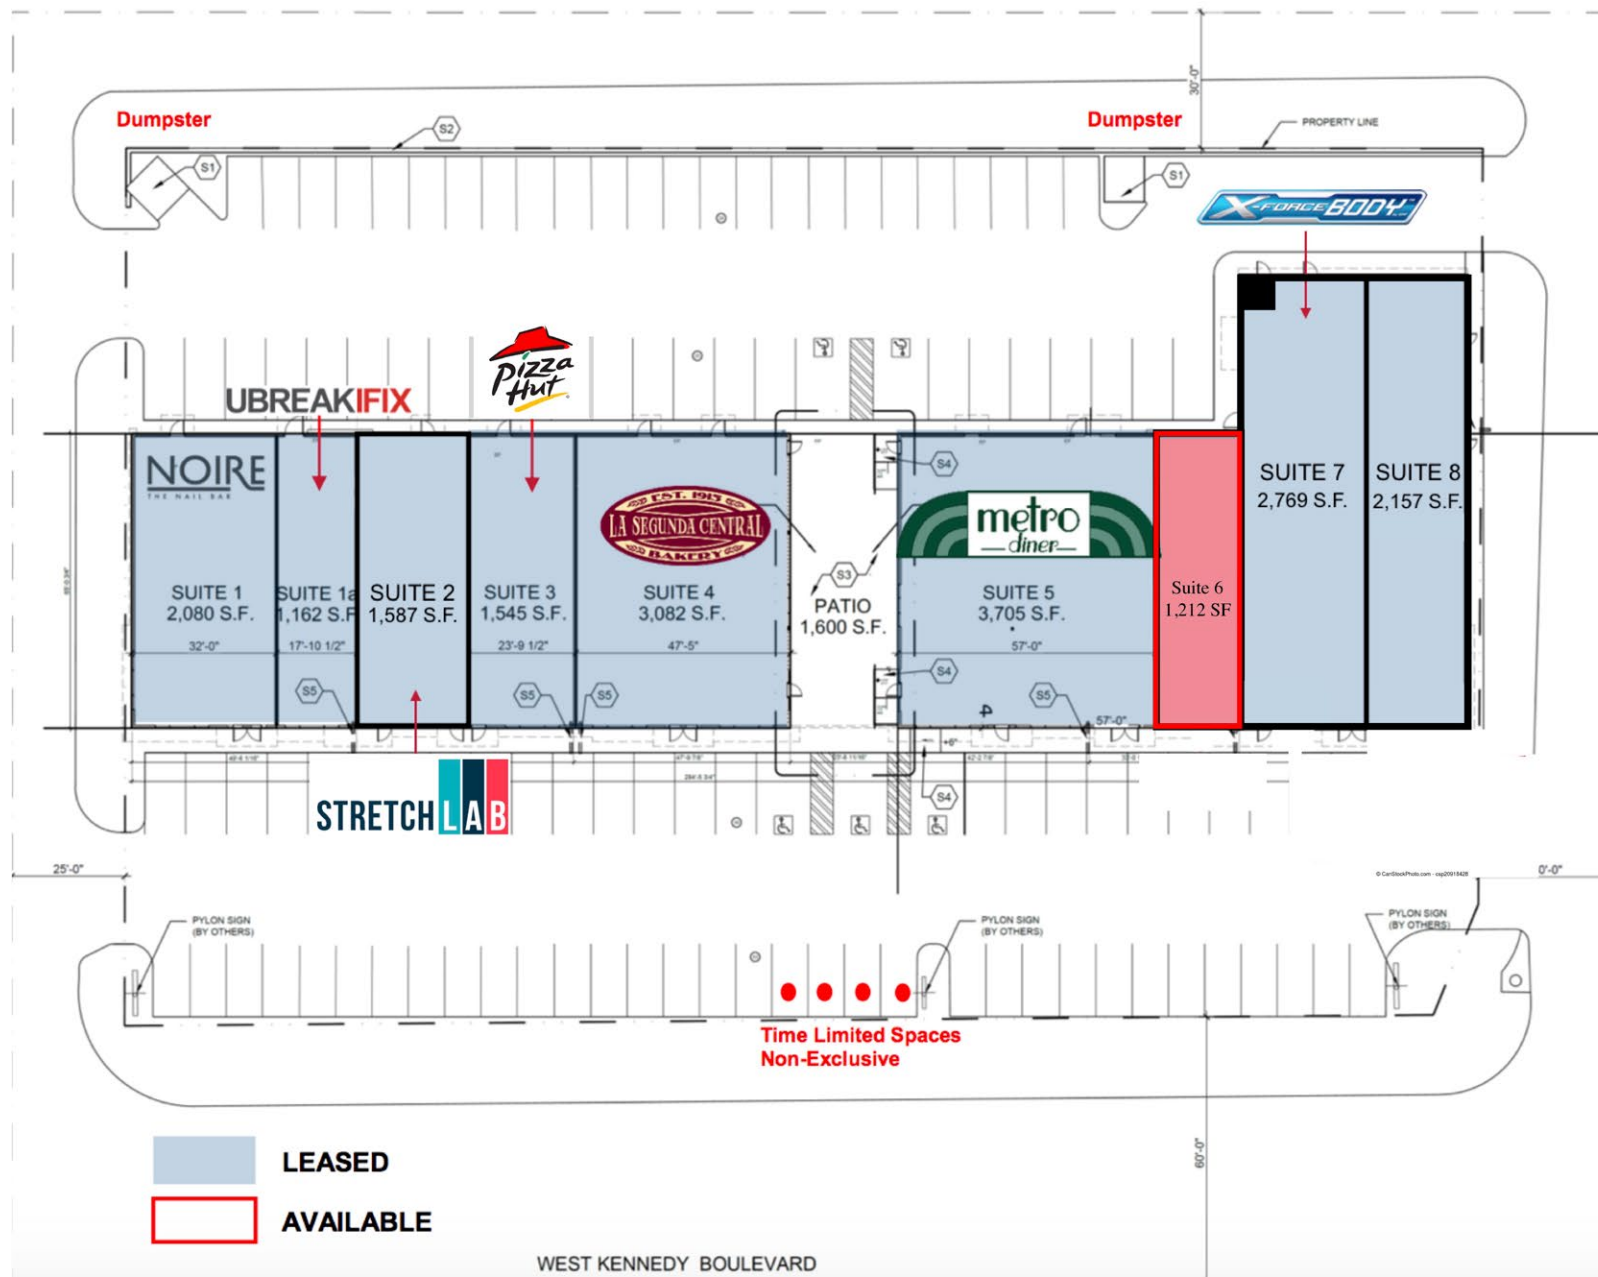 Dumpster
Dumpster
30'-0"
PROPERTY LINE
S2
S1
S1
X-FORCE BODY
UBREAKIFIX
Pizza
Hut
NOIRE
THE NAIL BAR
EST. 1915
LA SEGUNDA CENTRAL
BAKERY
metro
diner
SUITE 7
2,769 S.F.
SUITE 8
2,157 S.F.
S4
S3
SUITE 1
2,080 S.F.
32'-0"
SUITE 1a
1,162 S.F.
17'-10 1/2"
SUITE 2
1,587 S.F.
SUITE 3
1,545 S.F.
23'-9 1/2"
SUITE 4
3,082 S.F.
47'-5"
PATIO
1,600 S.F.
SUITE 5
3,705 S.F.
57'-0"
Suite 6
1,212 SF
S5
S5
S5
S4
S5
57'-0"
S4
STRETCH LAB
25'-0"
0'-0"
PYLON SIGN
(BY OTHERS)
PYLON SIGN
(BY OTHERS)
PYLON SIGN
(BY OTHERS)
Time Limited Spaces
Non-Exclusive
60'-0"
LEASED
AVAILABLE
WEST KENNEDY BOULEVARD